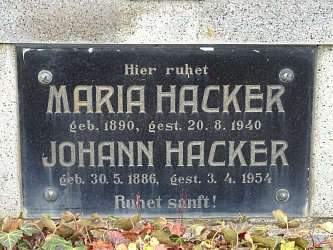 Hier ruhet
MARIA HACKER
geb. 1890, gest. 20. 8. 1940
JOHANN HACKER
geb. 30. 5. 1886, gest. 3. 4. 1954
Ruhet sanft!